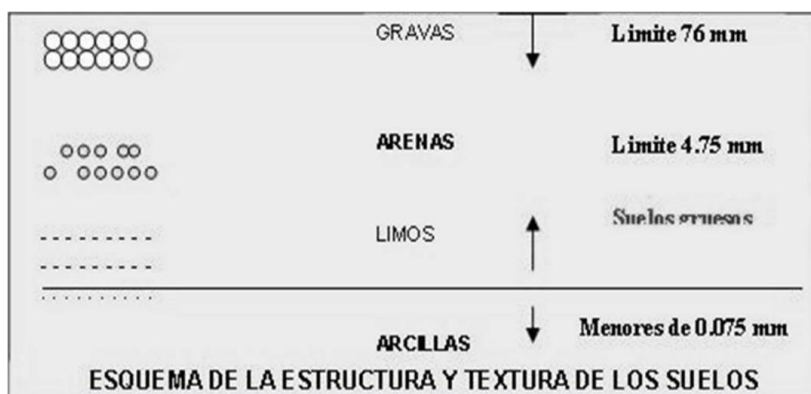 GRAVAS Limite 76 mm
ARENAS Limite 4.75 mm
LIMOS Suelos gruesos
ARCILLAS Menores de 0.075 mm
ESQUEMA DE LA ESTRUCTURA Y TEXTURA DE LOS SUELOS